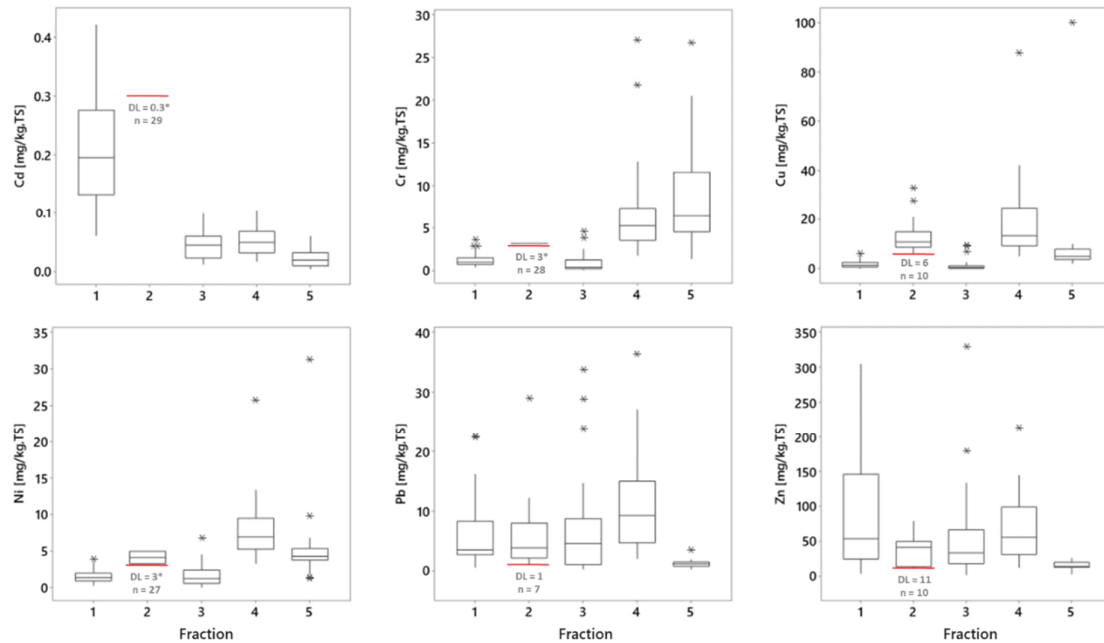 Cd [mg/kg,TS]
0.4
0.3
0.2
0.1
0.0
DL = 0.3*
n = 29
1 2 3 4 5
Cr [mg/kg,TS]
30
25
20
15
10
5
0
DL = 3*
n = 28
1 2 3 4 5
Cu [mg/kg,TS]
100
80
60
40
20
0
DL = 6
n = 10
1 2 3 4 5
Ni [mg/kg,TS]
35
30
25
20
15
10
5
0
DL = 3*
n = 27
1 2 3 4 5
Fraction
Pb [mg/kg,TS]
40
30
20
10
0
DL = 1
n = 7
1 2 3 4 5
Fraction
Zn [mg/kg,TS]
350
300
250
200
150
100
50
0
DL = 11
n = 10
1 2 3 4 5
Fraction